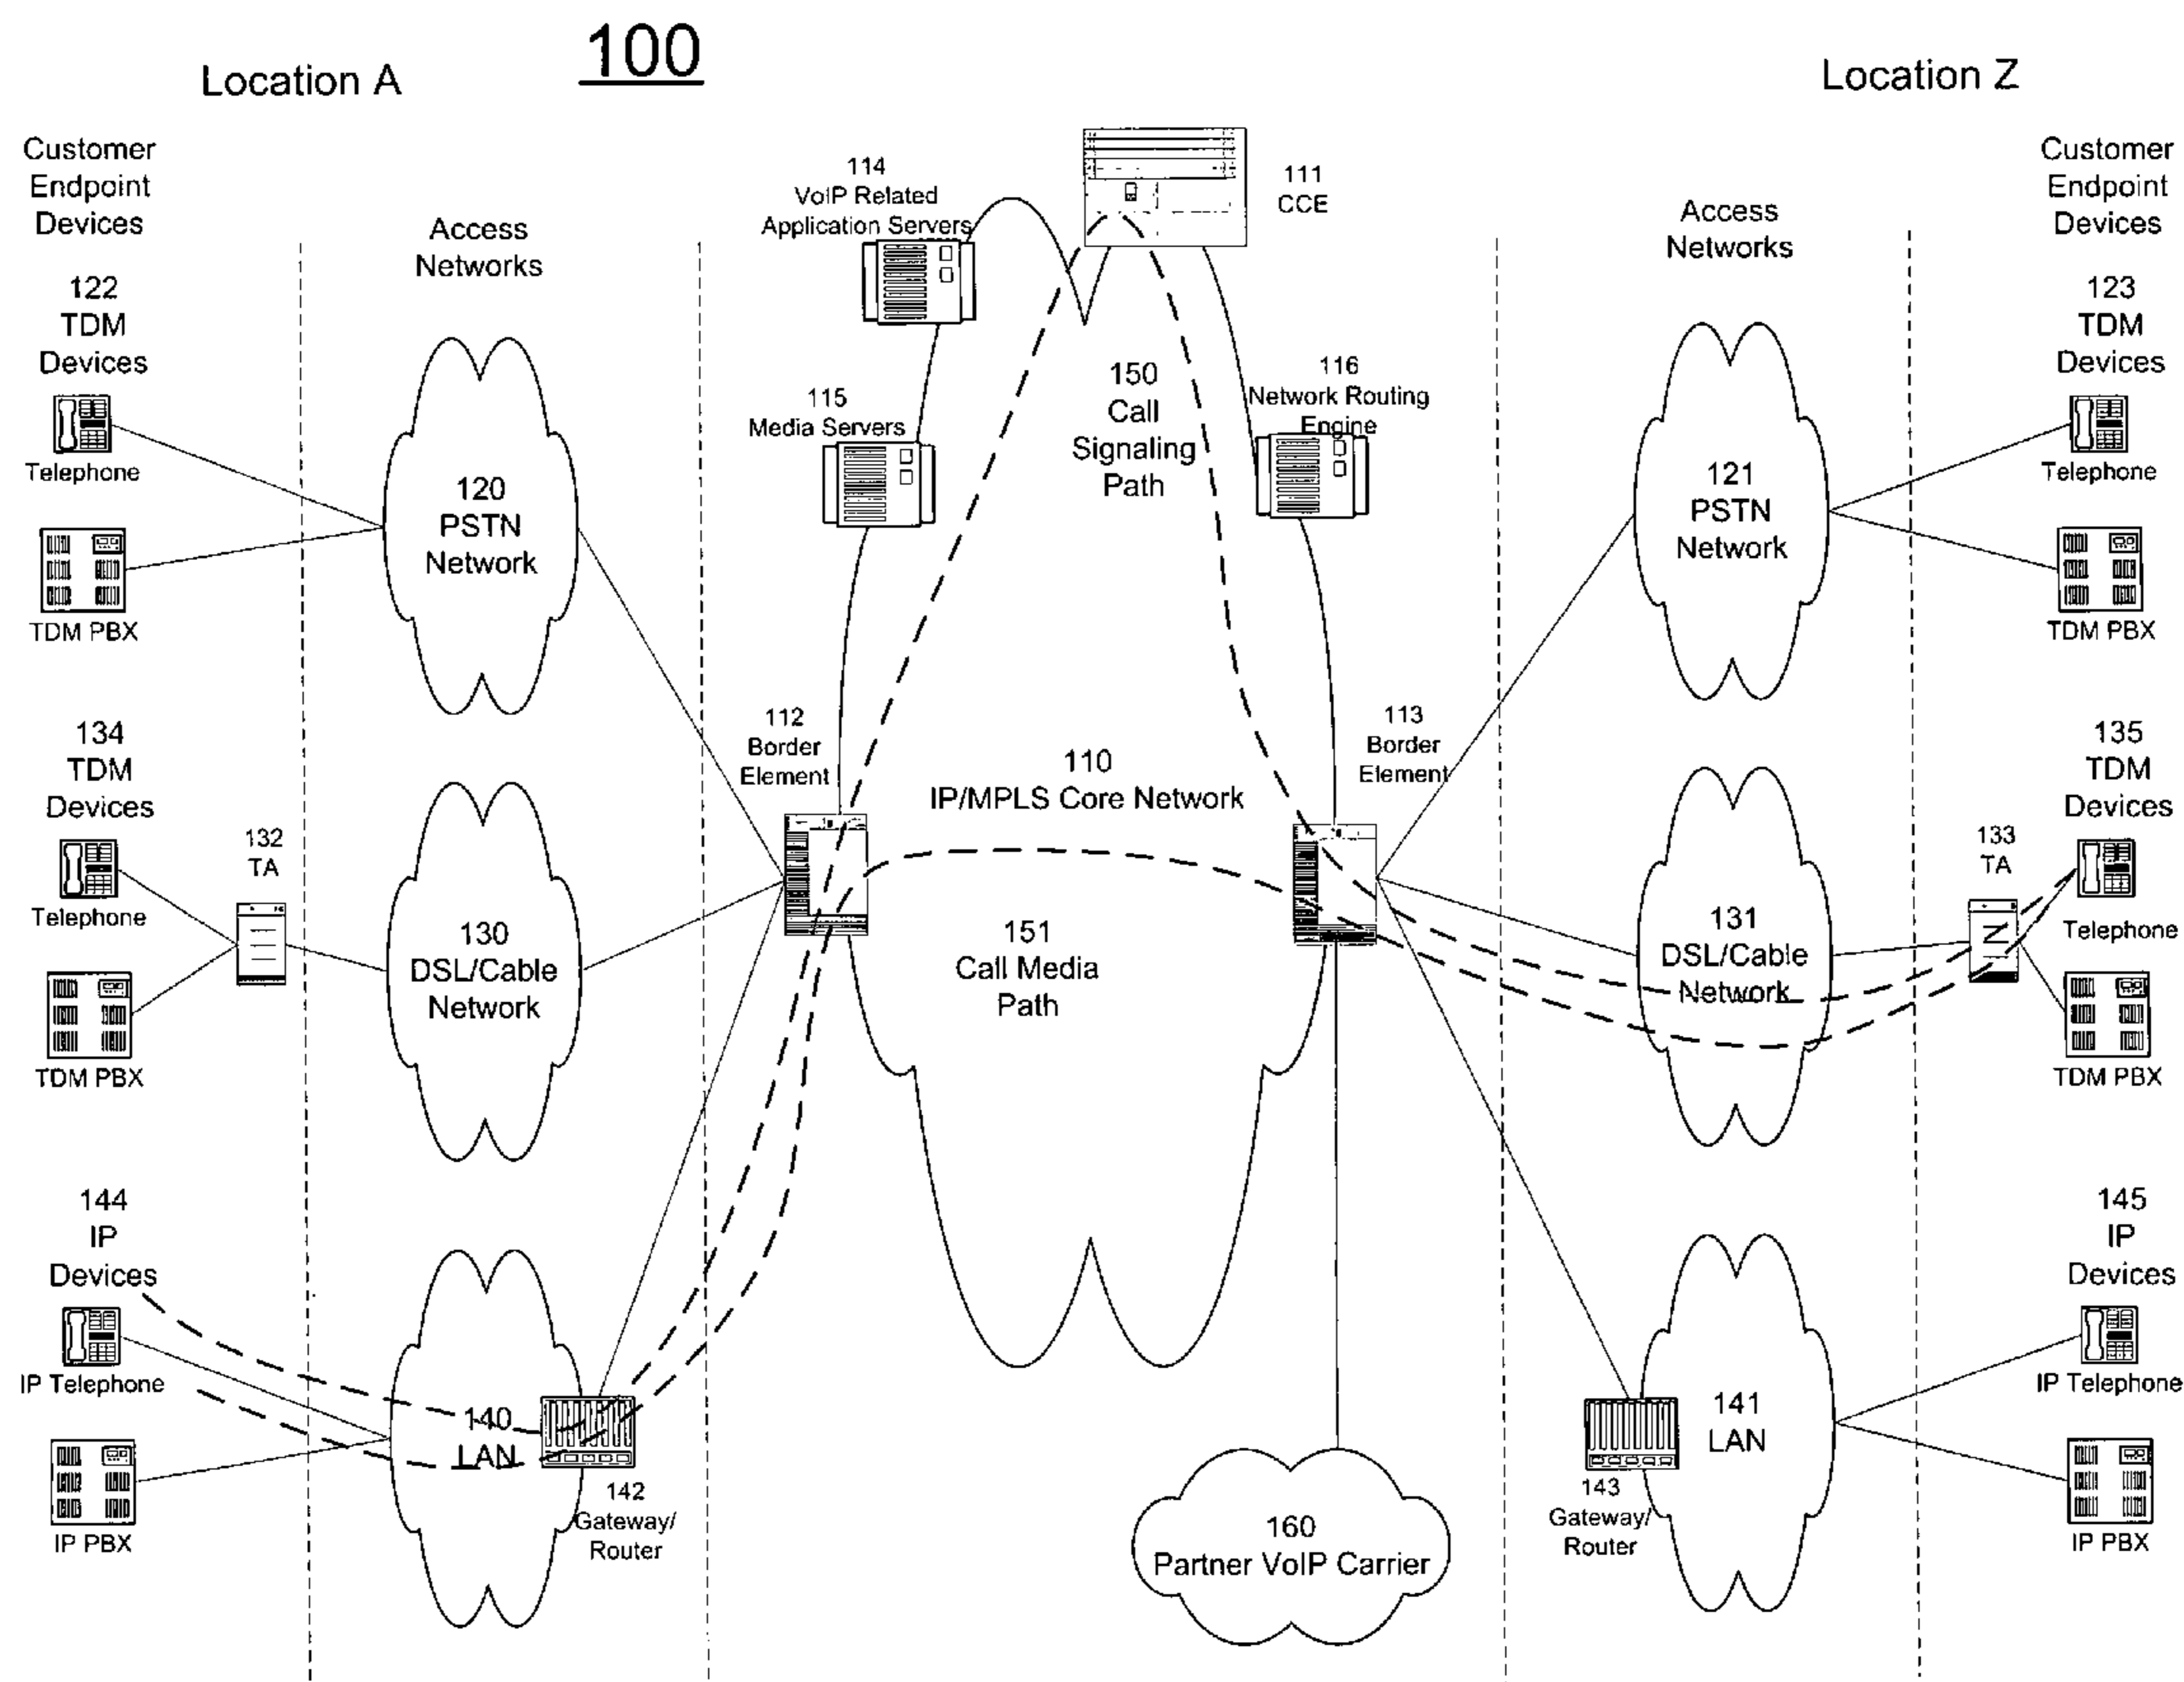 100
Location A
Location Z
Customer
Endpoint
Devices
Access
Networks
114
VoIP Related
Application Servers
111
CCE
Access
Networks
Customer
Endpoint
Devices
122
TDM
Devices
Telephone
TDM PBX
120
PSTN
Network
115
Media Servers
150
Call
Signaling
Path
116
Network Routing
Engine
121
PSTN
Network
123
TDM
Devices
Telephone
TDM PBX
134
TDM
Devices
Telephone
TDM PBX
132
TA
130
DSL/Cable
Network
112
Border
Element
110
IP/MPLS Core Network
151
Call Media
Path
113
Border
Element
131
DSL/Cable
Network
133
TA
135
TDM
Devices
Telephone
TDM PBX
144
IP
Devices
IP Telephone
IP PBX
140
LAN
142
Gateway/
Router
160
Partner VoIP Carrier
143
Gateway/
Router
141
LAN
145
IP
Devices
IP Telephone
IP PBX